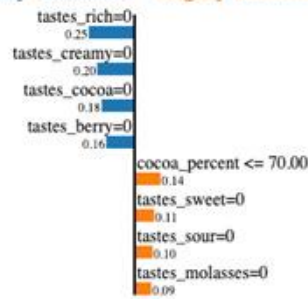 tastes_rich=0
0.25
tastes_creamy=0
0.20
tastes_cocoa=0
0.18
tastes_berry=0
0.16
cocoa_percent <= 70.00
0.14
tastes_sweet=0
0.11
tastes_sour=0
0.10
tastes_molasses=0
0.09